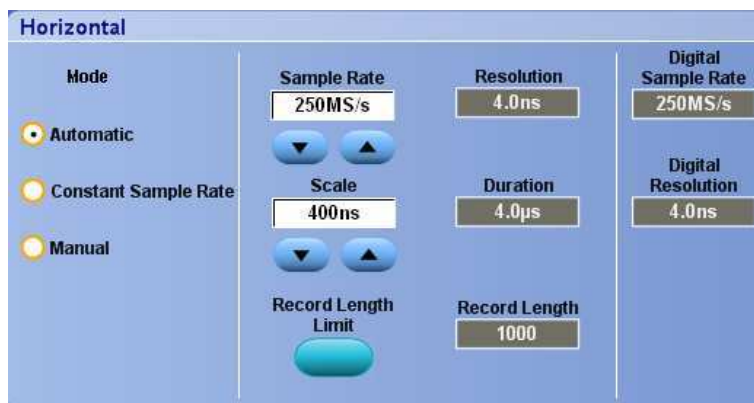 Horizontal
Mode
Automatic
Constant Sample Rate
Manual
Sample Rate
250MS/s
Scale
400ns
Record Length
Limit
Resolution
4.0ns
Duration
4.0µs
Record Length
1000
Digital
Sample Rate
250MS/s
Digital
Resolution
4.0ns